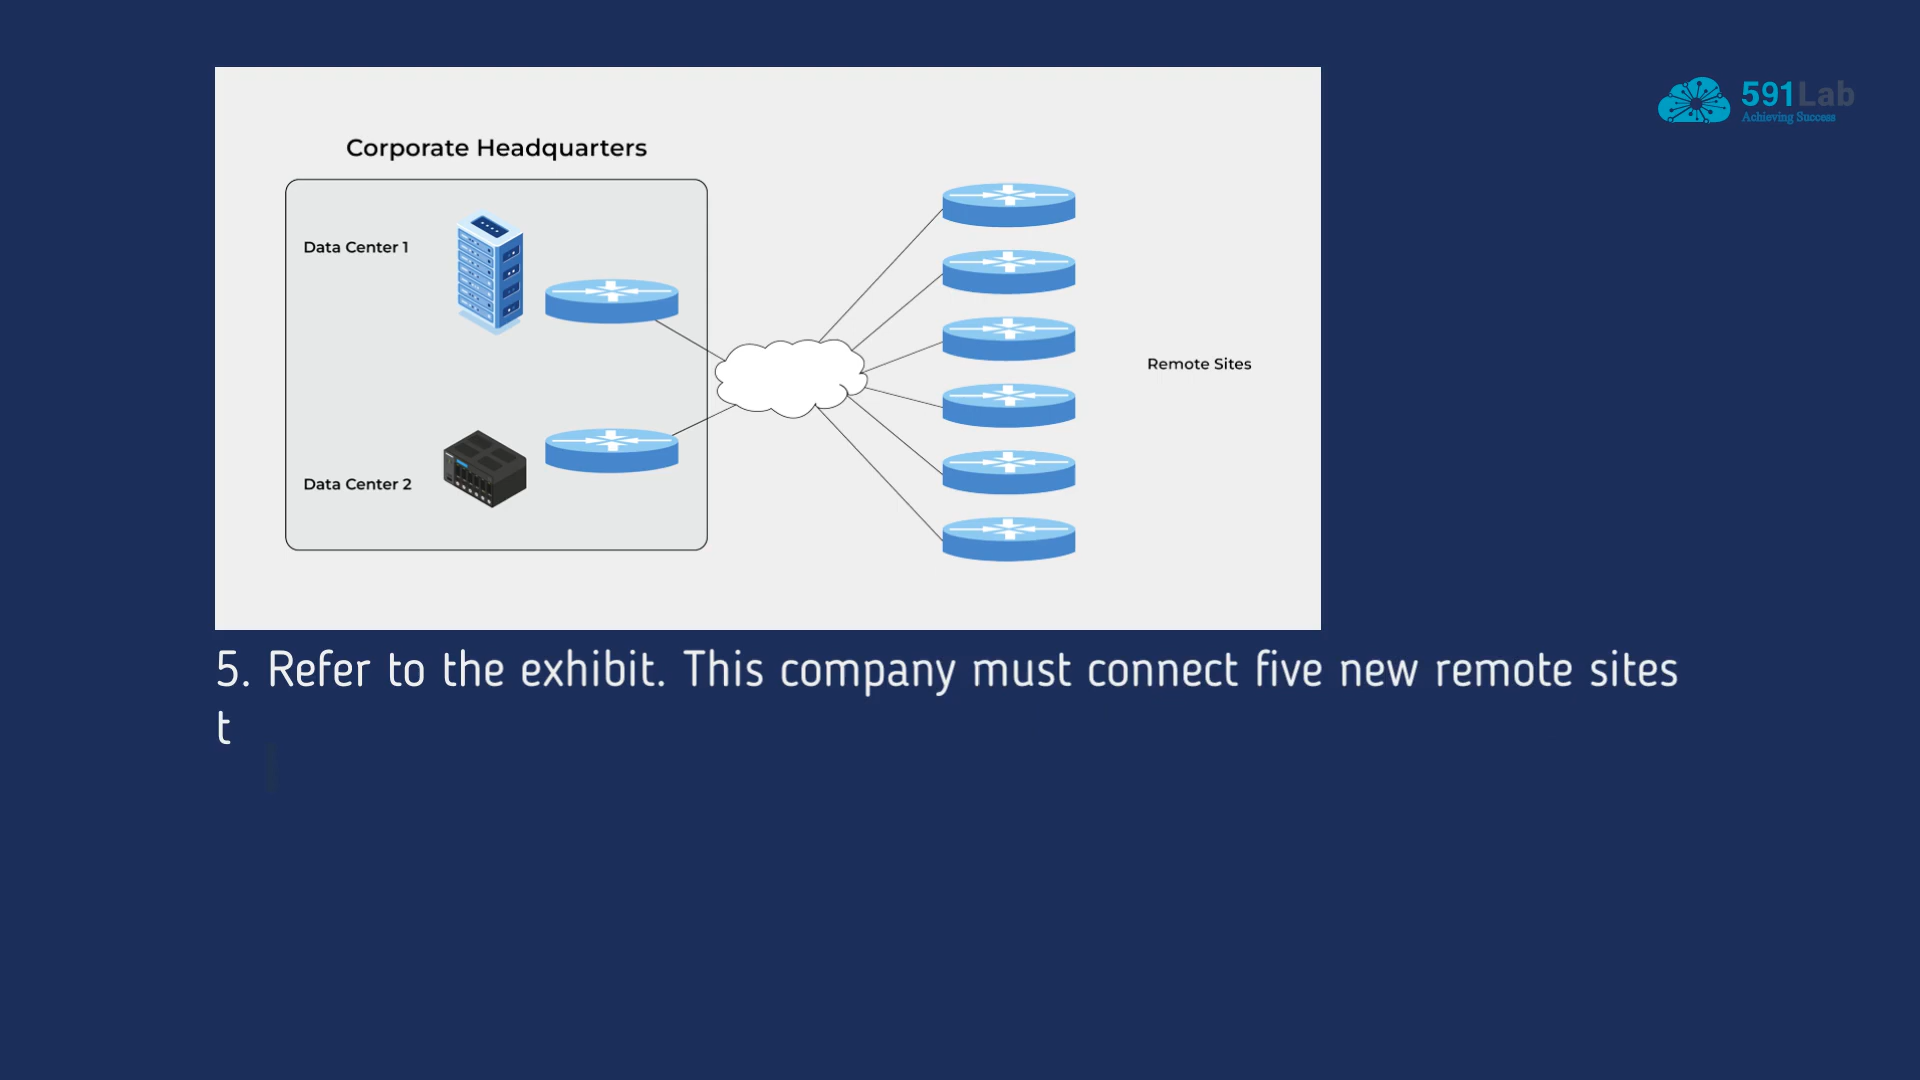 591Lab
Achieving Success
Corporate Headquarters
Data Center 1
Remote Sites
Data Center 2
5. Refer to the exhibit. This company must connect five new remote sites
t